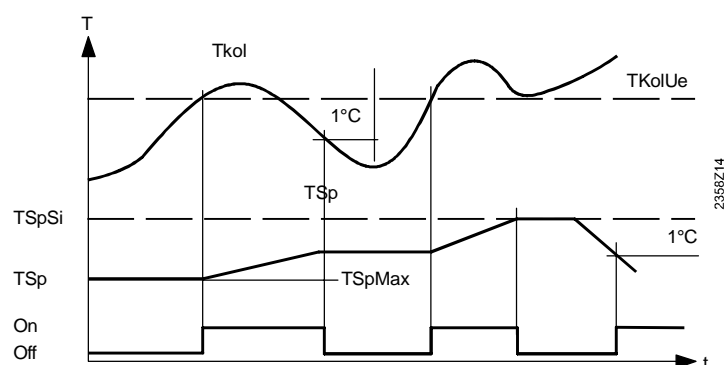 T
Tkol
TKolUe
1°C
TSp
TSpSi
1°C
TSp
TSpMax
On
Off
t
2358Z14